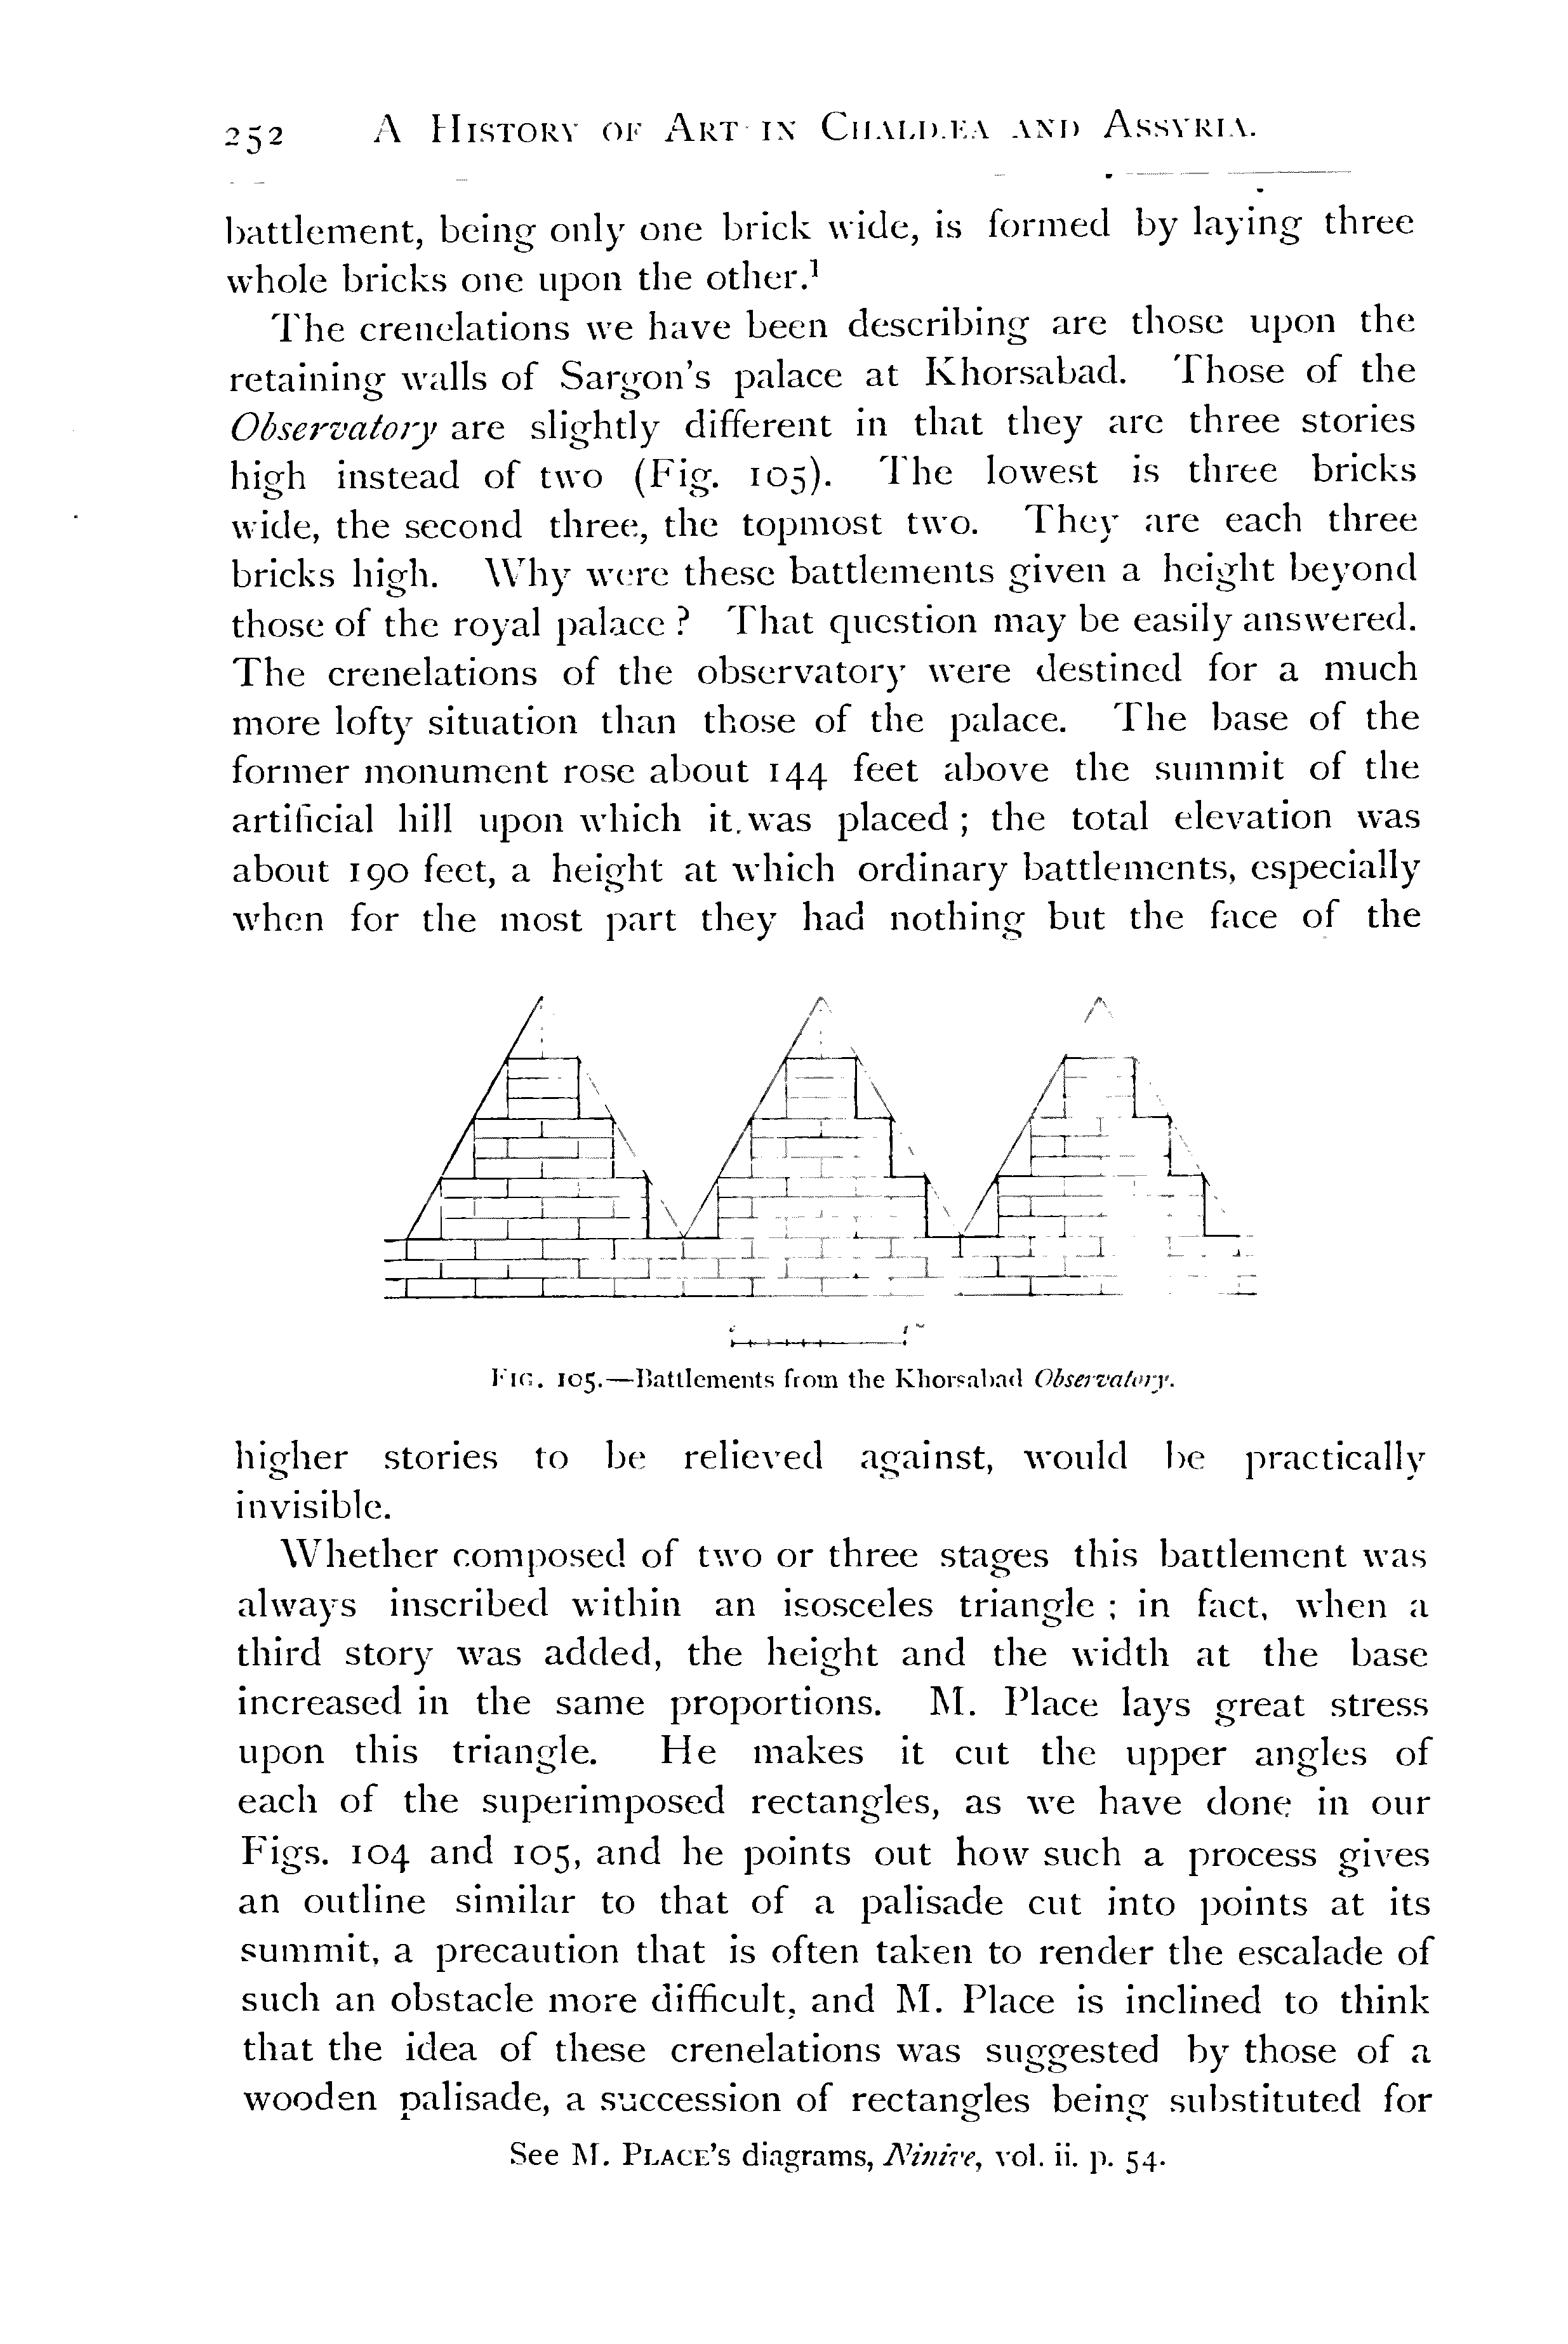 252 A HISTORY OF ART IN CHALDÆA AND ASSYRIA.
battlement, being only one brick wide, is formed by laying three
whole bricks one upon the other.¹
The crenelations we have been describing are those upon the
retaining walls of Sargon's palace at Khorsabad. Those of the
Observatory are slightly different in that they are three stories
high instead of two (Fig. 105). The lowest is three bricks
wide, the second three, the topmost two. They are each three
bricks high. Why were these battlements given a height beyond
those of the royal palace ? That question may be easily answered.
The crenelations of the observatory were destined for a much
more lofty situation than those of the palace. The base of the
former monument rose about 144 feet above the summit of the
artificial hill upon which it was placed ; the total elevation was
about 190 feet, a height at which ordinary battlements, especially
when for the most part they had nothing but the face of the
FIG. 105.—Battlements from the Khorsabad Observatory.
higher stories to be relieved against, would be practically
invisible.
Whether composed of two or three stages this battlement was
always inscribed within an isosceles triangle ; in fact, when a
third story was added, the height and the width at the base
increased in the same proportions. M. Place lays great stress
upon this triangle. He makes it cut the upper angles of
each of the superimposed rectangles, as we have done in our
Figs. 104 and 105, and he points out how such a process gives
an outline similar to that of a palisade cut into points at its
summit, a precaution that is often taken to render the escalade of
such an obstacle more difficult, and M. Place is inclined to think
that the idea of these crenelations was suggested by those of a
wooden palisade, a succession of rectangles being substituted for
See M. PLACE'S diagrams, Ninive, vol. ii. p. 54.